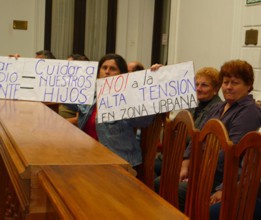 = Cuidar a
NUESTROS
HIJOS
¡NO! a la
ALTA TENSIÓN
EN ZONA URBANA